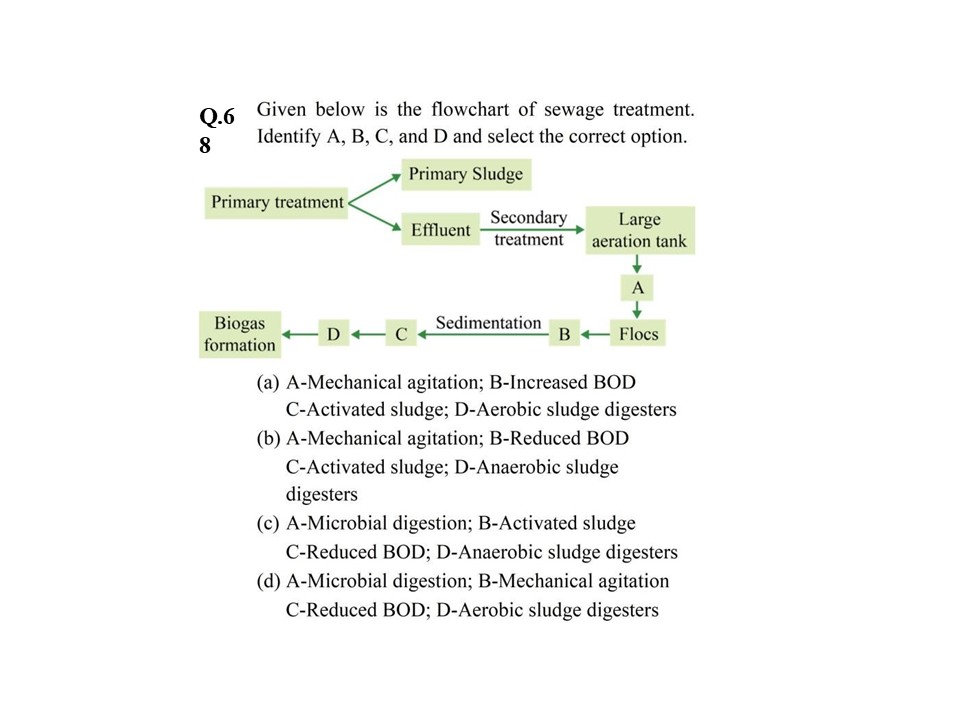 Q.6
8
Given below is the flowchart of sewage treatment.
Identify A, B, C, and D and select the correct option.
Primary Sludge
Primary treatment
Effluent
Secondary
treatment
Large
aeration tank
A
Biogas
formation
D
C
Sedimentation
B
Flocs
(a) A-Mechanical agitation; B-Increased BOD
C-Activated sludge; D-Aerobic sludge digesters
(b) A-Mechanical agitation; B-Reduced BOD
C-Activated sludge; D-Anaerobic sludge
digesters
(c) A-Microbial digestion; B-Activated sludge
C-Reduced BOD; D-Anaerobic sludge digesters
(d) A-Microbial digestion; B-Mechanical agitation
C-Reduced BOD; D-Aerobic sludge digesters